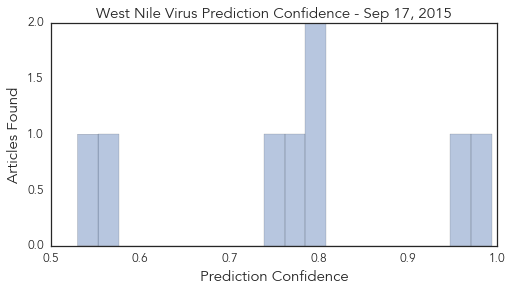 West Nile Virus Prediction Confidence - Sep 17, 2015
2.0
1.5
1.0
0.5
0.0
Articles Found
0.5 0.6 0.7 0.8 0.9 1.0
Prediction Confidence